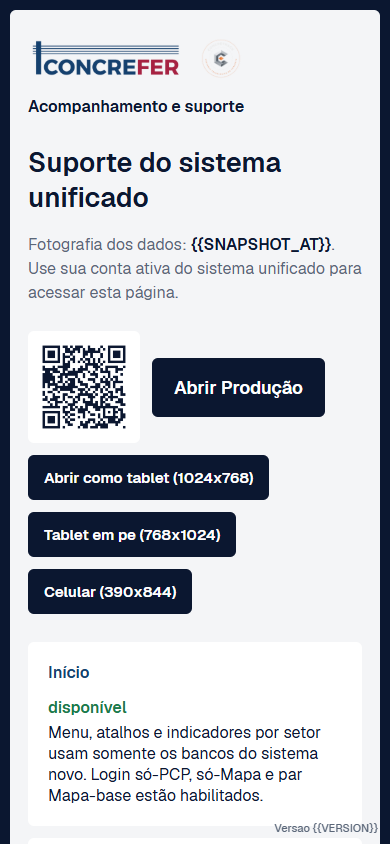 CONCREFER
Acompanhamento e suporte
Suporte do sistema
unificado
Fotografia dos dados: {{SNAPSHOT_AT}}.
Use sua conta ativa do sistema unificado para
acessar esta página.
Abrir Produção
Abrir como tablet (1024x768)
Tablet em pe (768x1024)
Celular (390x844)
Início
disponível
Menu, atalhos e indicadores por setor
usam somente os bancos do sistema
novo. Login só-PCP, só-Mapa e par
Mapa-base estão habilitados.
Versao {{VERSION}}